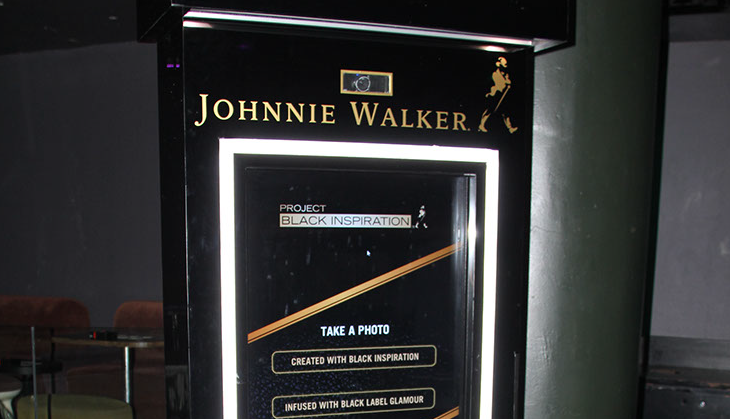 JOHNNIE WALKER
PROJECT
BLACK INSPIRATION
TAKE A PHOTO
CREATED WITH BLACK INSPIRATION
INFUSED WITH BLACK LABEL GLAMOUR